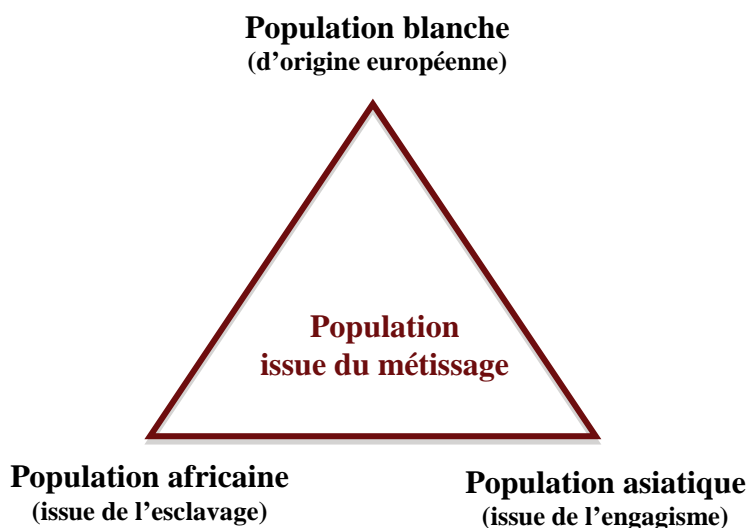 Population blanche
(d’origine européenne)
Population
issue du métissage
Population africaine
(issue de l’esclavage)
Population asiatique
(issue de l’engagisme)